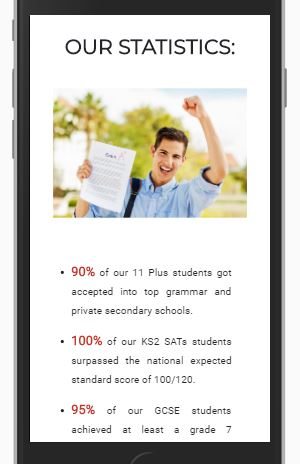 OUR STATISTICS:
90% of our 11 Plus students got
accepted into top grammar and
private secondary schools.
100% of our KS2 SATs students
surpassed the national expected
standard score of 100/120.
95% of our GCSE students
achieved at least a grade 7